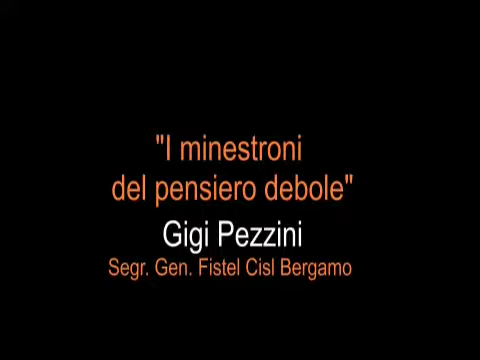 "I minestroni
del pensiero debole"
Gigi Pezzini
Segr. Gen. Fistel Cisl Bergamo